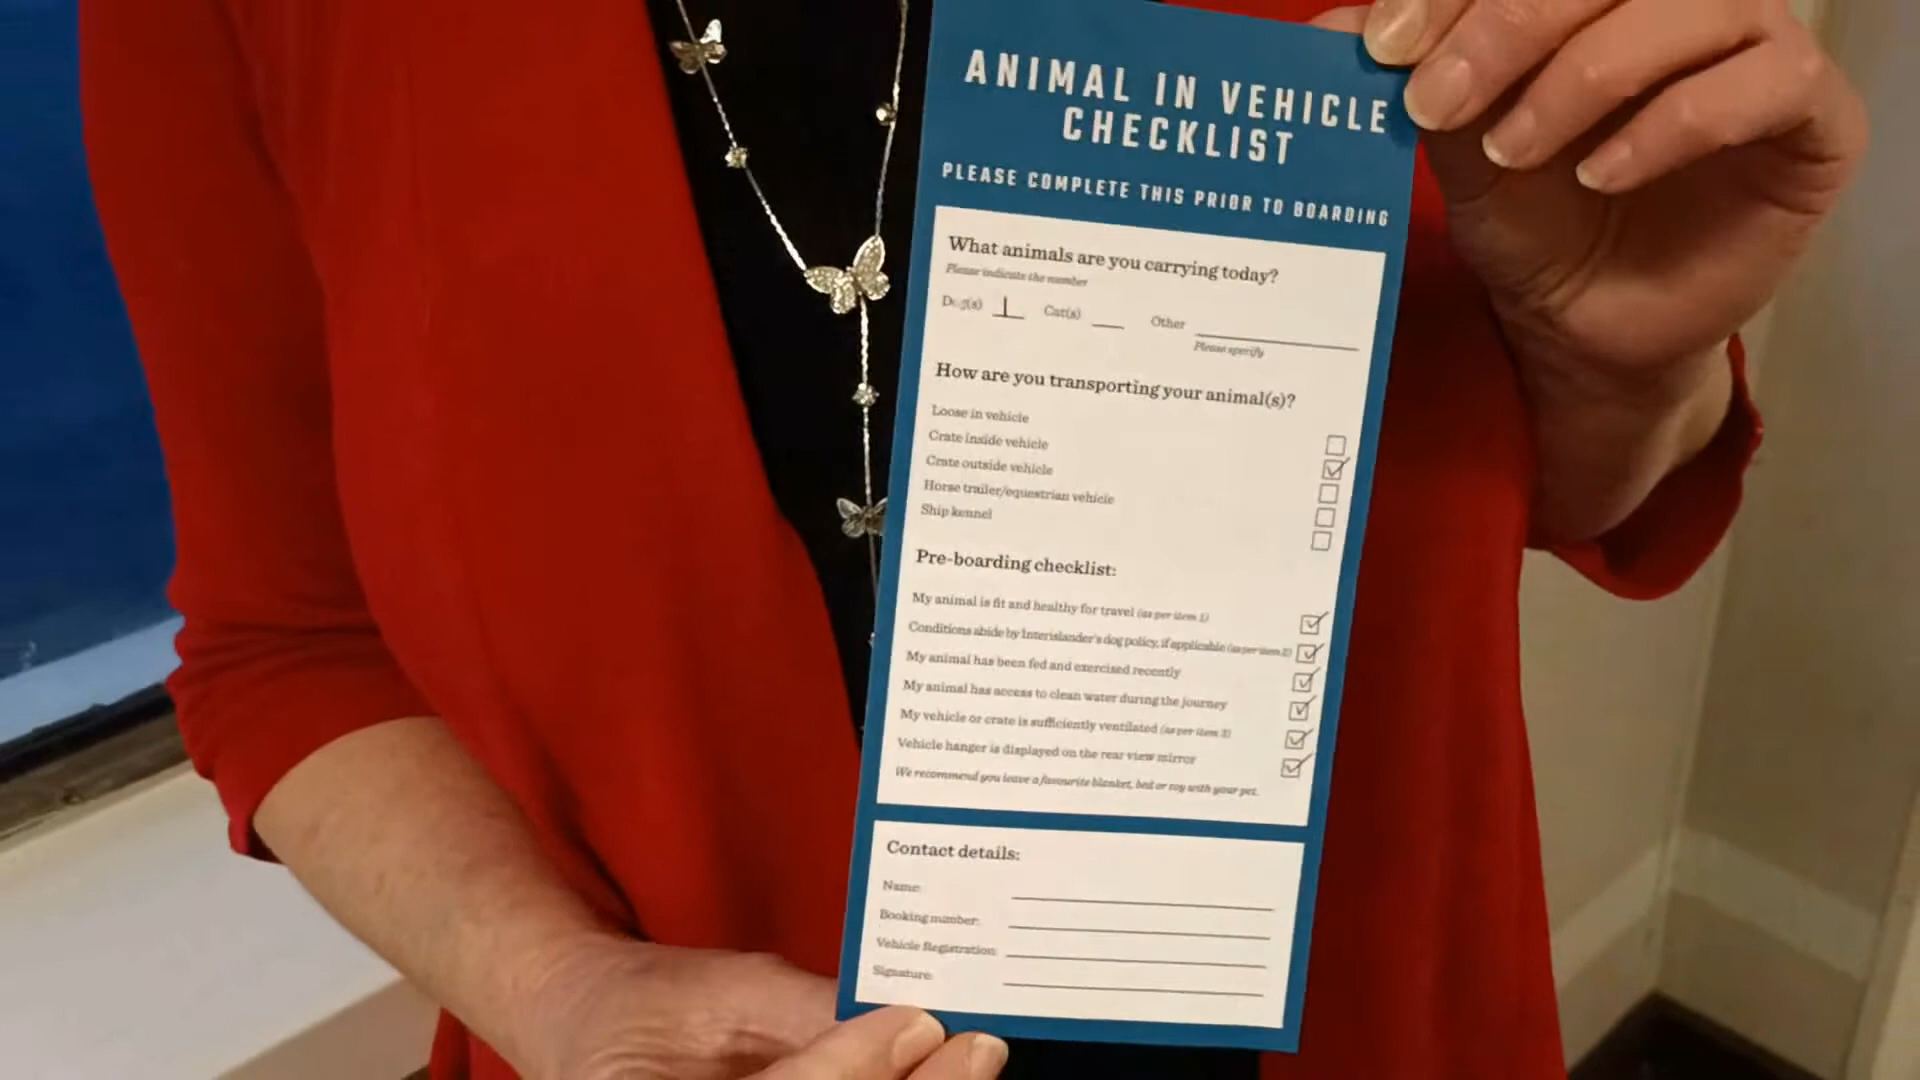 ANIMAL IN VEHICLE
CHECKLIST
PLEASE COMPLETE THIS PRIOR TO BOARDING
What animals are you carrying today?
Please indicate the number
Dog(s) 1 Cat(s) Other
Please specify
How are you transporting your animal(s)?
Loose in vehicle
Crate inside vehicle
Crate outside vehicle
Horse trailer/equestrian vehicle
Ship kennel
Pre-boarding checklist:
My animal is fit and healthy for travel (as per item 1)
Conditions abide by Interislander's dog policy, if applicable (as per item 2)
My animal has been fed and exercised recently
My animal has access to clean water during the journey
My vehicle or crate is sufficiently ventilated (as per item 3)
Vehicle hanger is displayed on the rear view mirror
We recommend you leave a favourite blanket, bed or toy with your pet.
Contact details:
Name:
Booking number:
Vehicle Registration:
Signature: